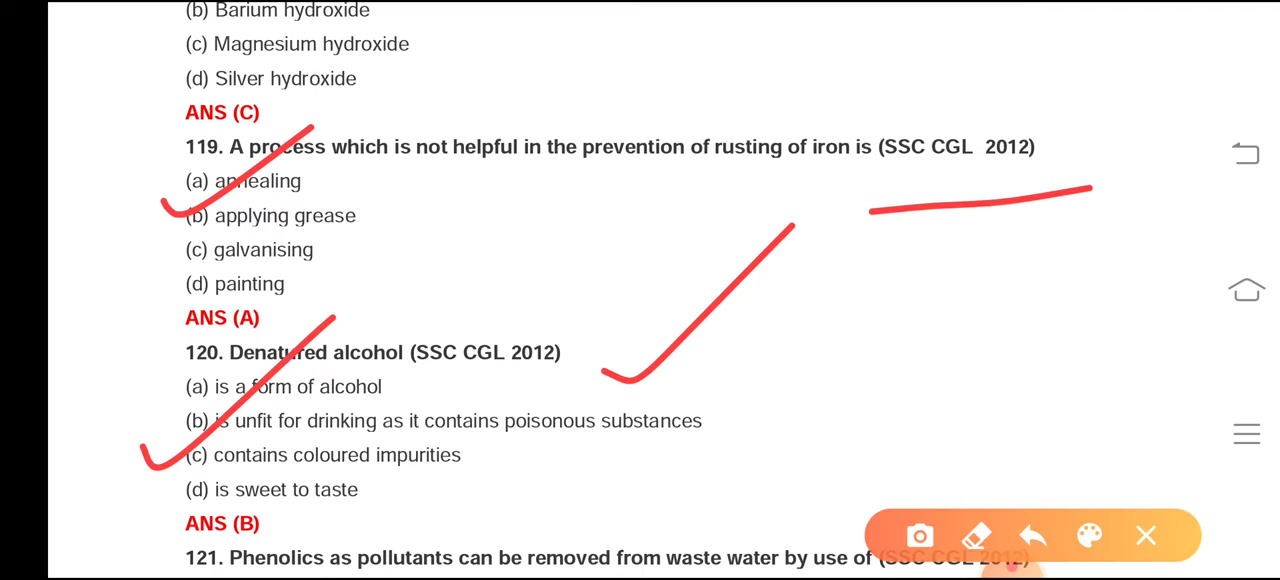 (b) Barium hydroxide
(c) Magnesium hydroxide
(d) Silver hydroxide
ANS (C)
119. A process which is not helpful in the prevention of rusting of iron is (SSC CGL 2012)
(a) annealing
(b) applying grease
(c) galvanising
(d) painting
ANS (A)
120. Denatured alcohol (SSC CGL 2012)
(a) is a form of alcohol
(b) is unfit for drinking as it contains poisonous substances
(c) contains coloured impurities
(d) is sweet to taste
ANS (B)
121. Phenolics as pollutants can be removed from waste water by use of (SSC CGL 2012)